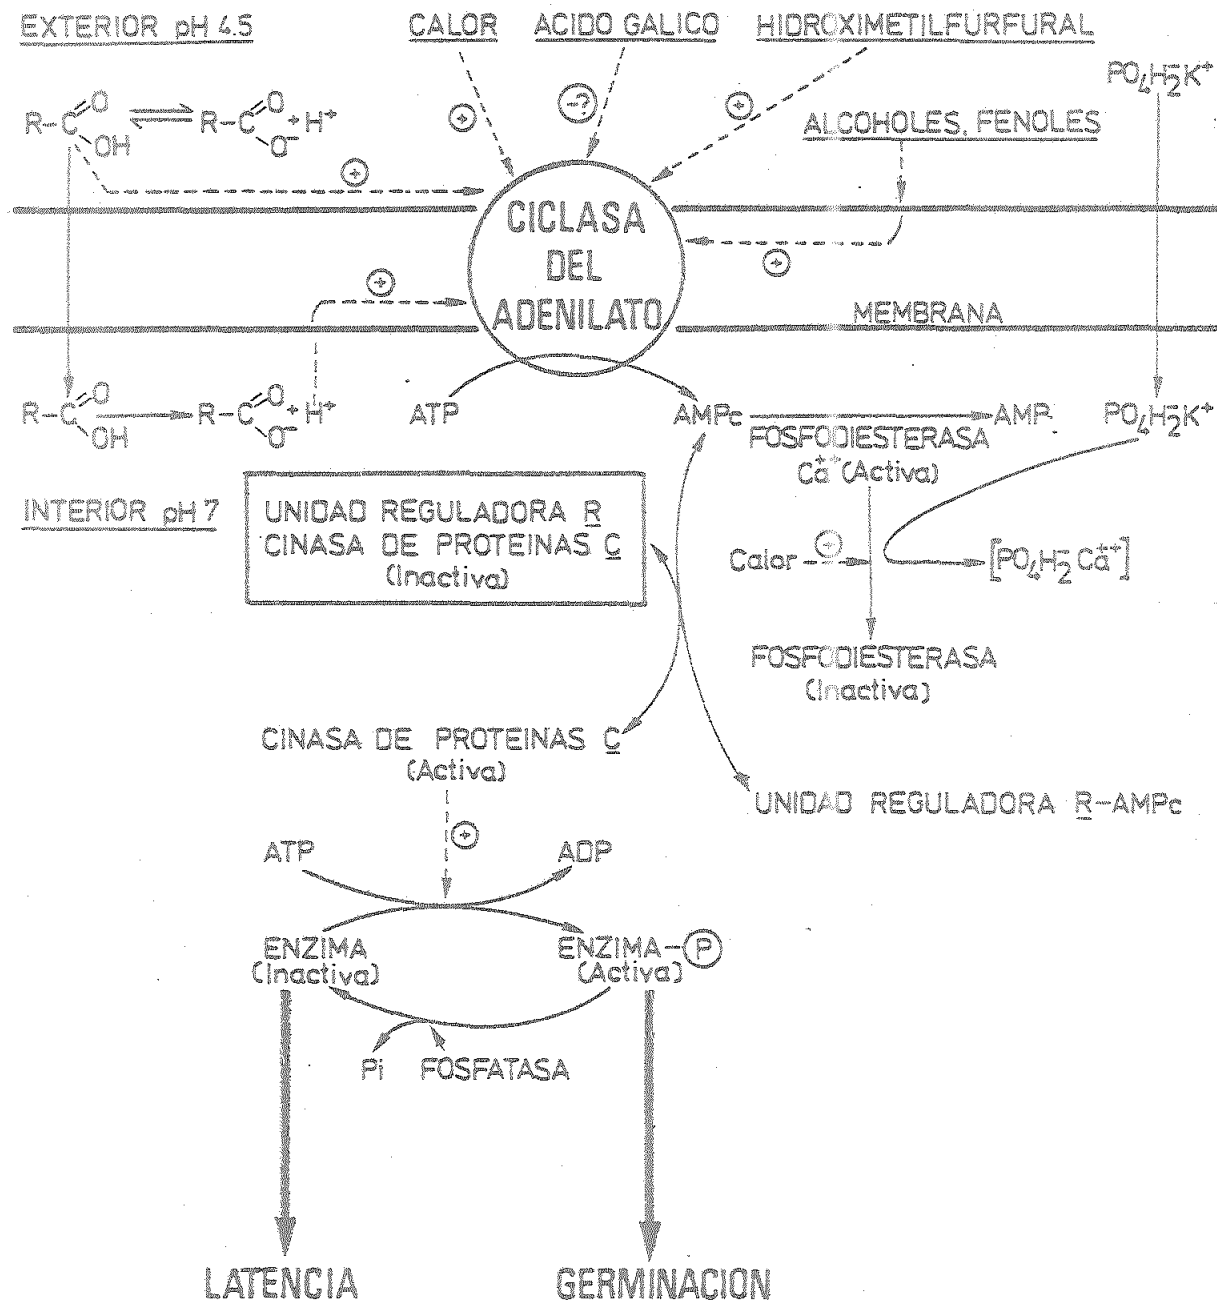 EXTERIOR pH 4.5
CALOR
ACIDO GALICO
HIDROXIMETILFURFURAL
PO₄H₂⁻K⁺
R-C
O
OH
R-C
O
O⁻
+H⁺
+
-?
+
ALCOHOLES, FENOLES
+
CICLASA
DEL
ADENILATO
+
+
MEMBRANA
R-C
O
OH
R-C
O
O⁻
+H⁺
ATP
AMPc
AMP
PO₄H₂⁻K⁺
FOSFODIESTERASA
Ca⁺⁺ (Activa)
INTERIOR pH 7
UNIDAD REGULADORA R
CINASA DE PROTEINAS C
(Inactiva)
Calor
+
[PO₄H₂⁻ Ca⁺⁺]
FOSFODIESTERASA
(Inactiva)
CINASA DE PROTEINAS C
(Activa)
UNIDAD REGULADORA R-AMPc
+
ATP
ADP
ENZIMA
(Inactiva)
ENZIMA-P
(Activa)
Pi
FOSFATASA
LATENCIA
GERMINACION